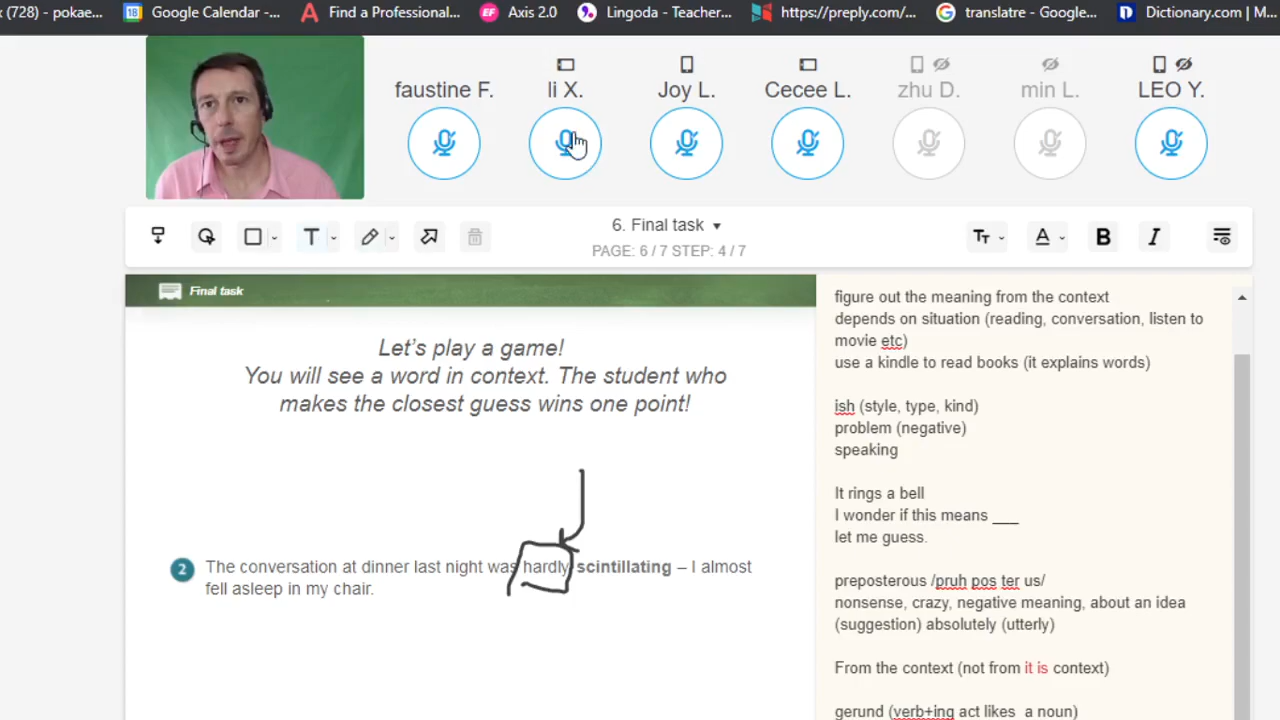 x (728) - pokae... 18 Google Calendar -... Find a Professional... EF Axis 2.0 Lingoda - Teacher... https://preply.com/... translatre - Google... D Dictionary.com | M...
faustine F. li X. Joy L. Cecee L. zhu D. min L. LEO Y.
T 6. Final task TT A B I
PAGE: 6 / 7 STEP: 4 / 7
Final task
Let's play a game!
You will see a word in context. The student who
makes the closest guess wins one point!
2 The conversation at dinner last night was hardly scintillating – I almost
fell asleep in my chair.
figure out the meaning from the context
depends on situation (reading, conversation, listen to
movie etc)
use a kindle to read books (it explains words)
ish (style, type, kind)
problem (negative)
speaking
It rings a bell
I wonder if this means ___
let me guess.
preposterous /pruh pos ter us/
nonsense, crazy, negative meaning, about an idea
(suggestion) absolutely (utterly)
From the context (not from it is context)
gerund (verb+ing act likes  a noun)